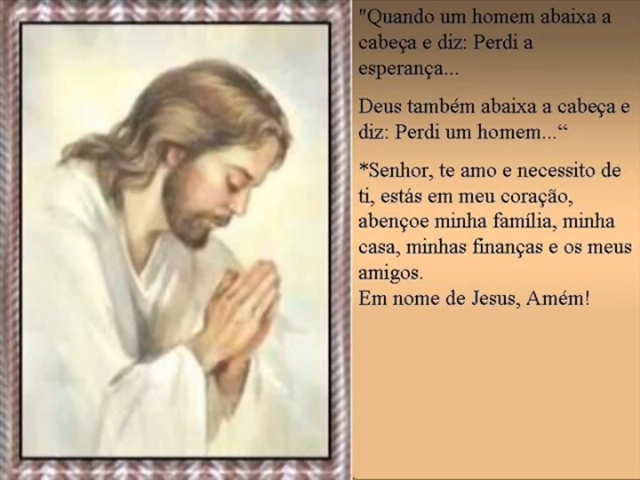 "Quando um homem abaixa a
cabeça e diz: Perdi a
esperança...
Deus também abaixa a cabeça e
diz: Perdi um homem...“
*Senhor, te amo e necessito de
ti, estás em meu coração,
abençoe minha família, minha
casa, minhas finanças e os meus
amigos.
Em nome de Jesus, Amém!